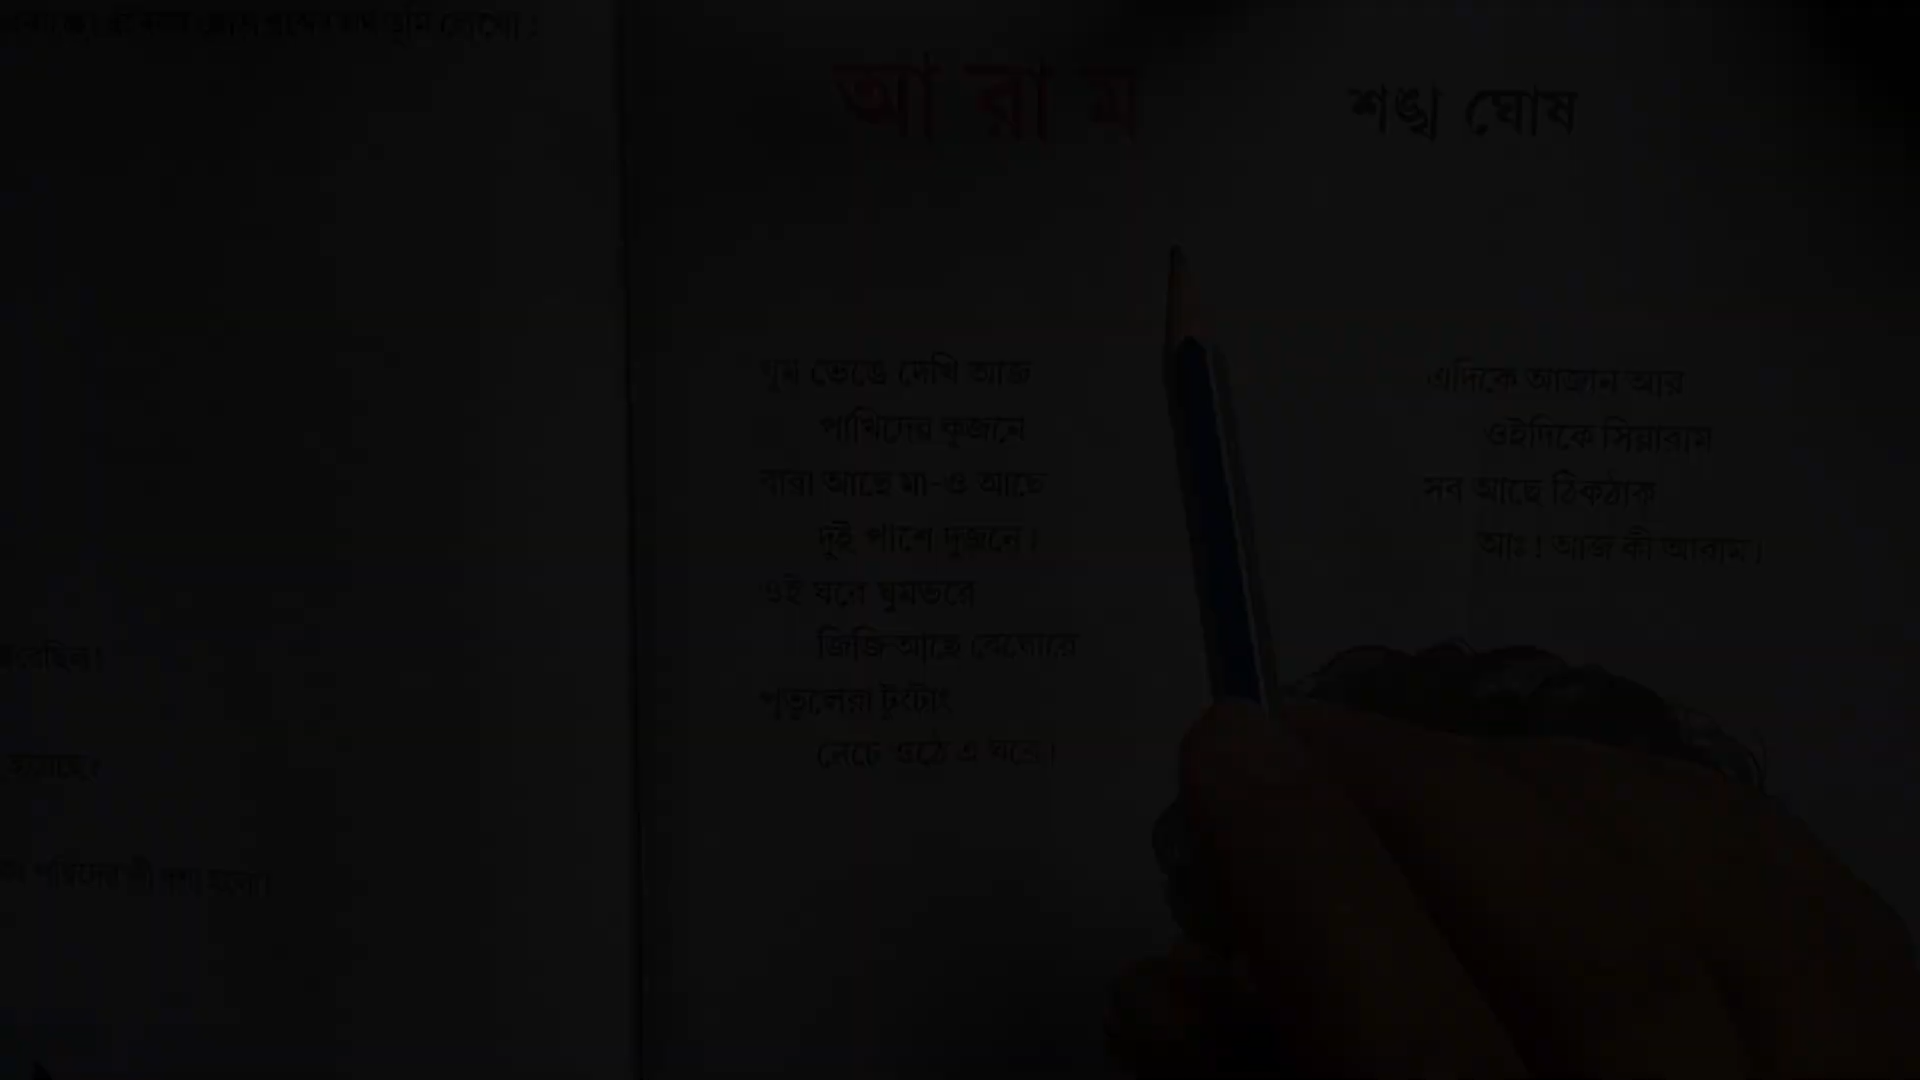 আরাম
শঙ্খ ঘোষ
ঘুম ভেঙে দেখি আজ
পাখিদের কূজনে
বাবা আছে মা-ও আছে
দুই পাশে দুজনে।
ওই ঘরে ঘুমভরে
জিজি আছে বেঘোরে
পুতুলেরা টুংটাং
নেচে ওঠে এ ঘরে।
এদিকে আজান আর
ওইদিকে সিয়ারাম
সব আছে ঠিকঠাক
আঃ! আজ কী আরাম।
তুমি লেখো :
হয়েছে।